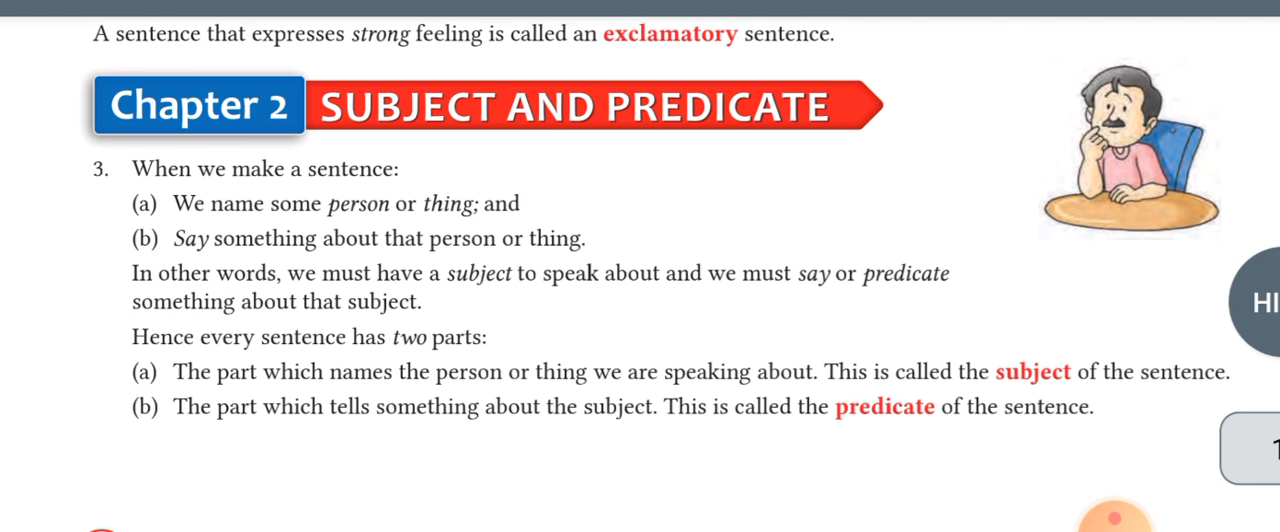 A sentence that expresses strong feeling is called an exclamatory sentence.
Chapter 2 SUBJECT AND PREDICATE
3. When we make a sentence:
(a) We name some person or thing; and
(b) Say something about that person or thing.
In other words, we must have a subject to speak about and we must say or predicate
something about that subject.
HI
Hence every sentence has two parts:
(a) The part which names the person or thing we are speaking about. This is called the subject of the sentence.
(b) The part which tells something about the subject. This is called the predicate of the sentence.